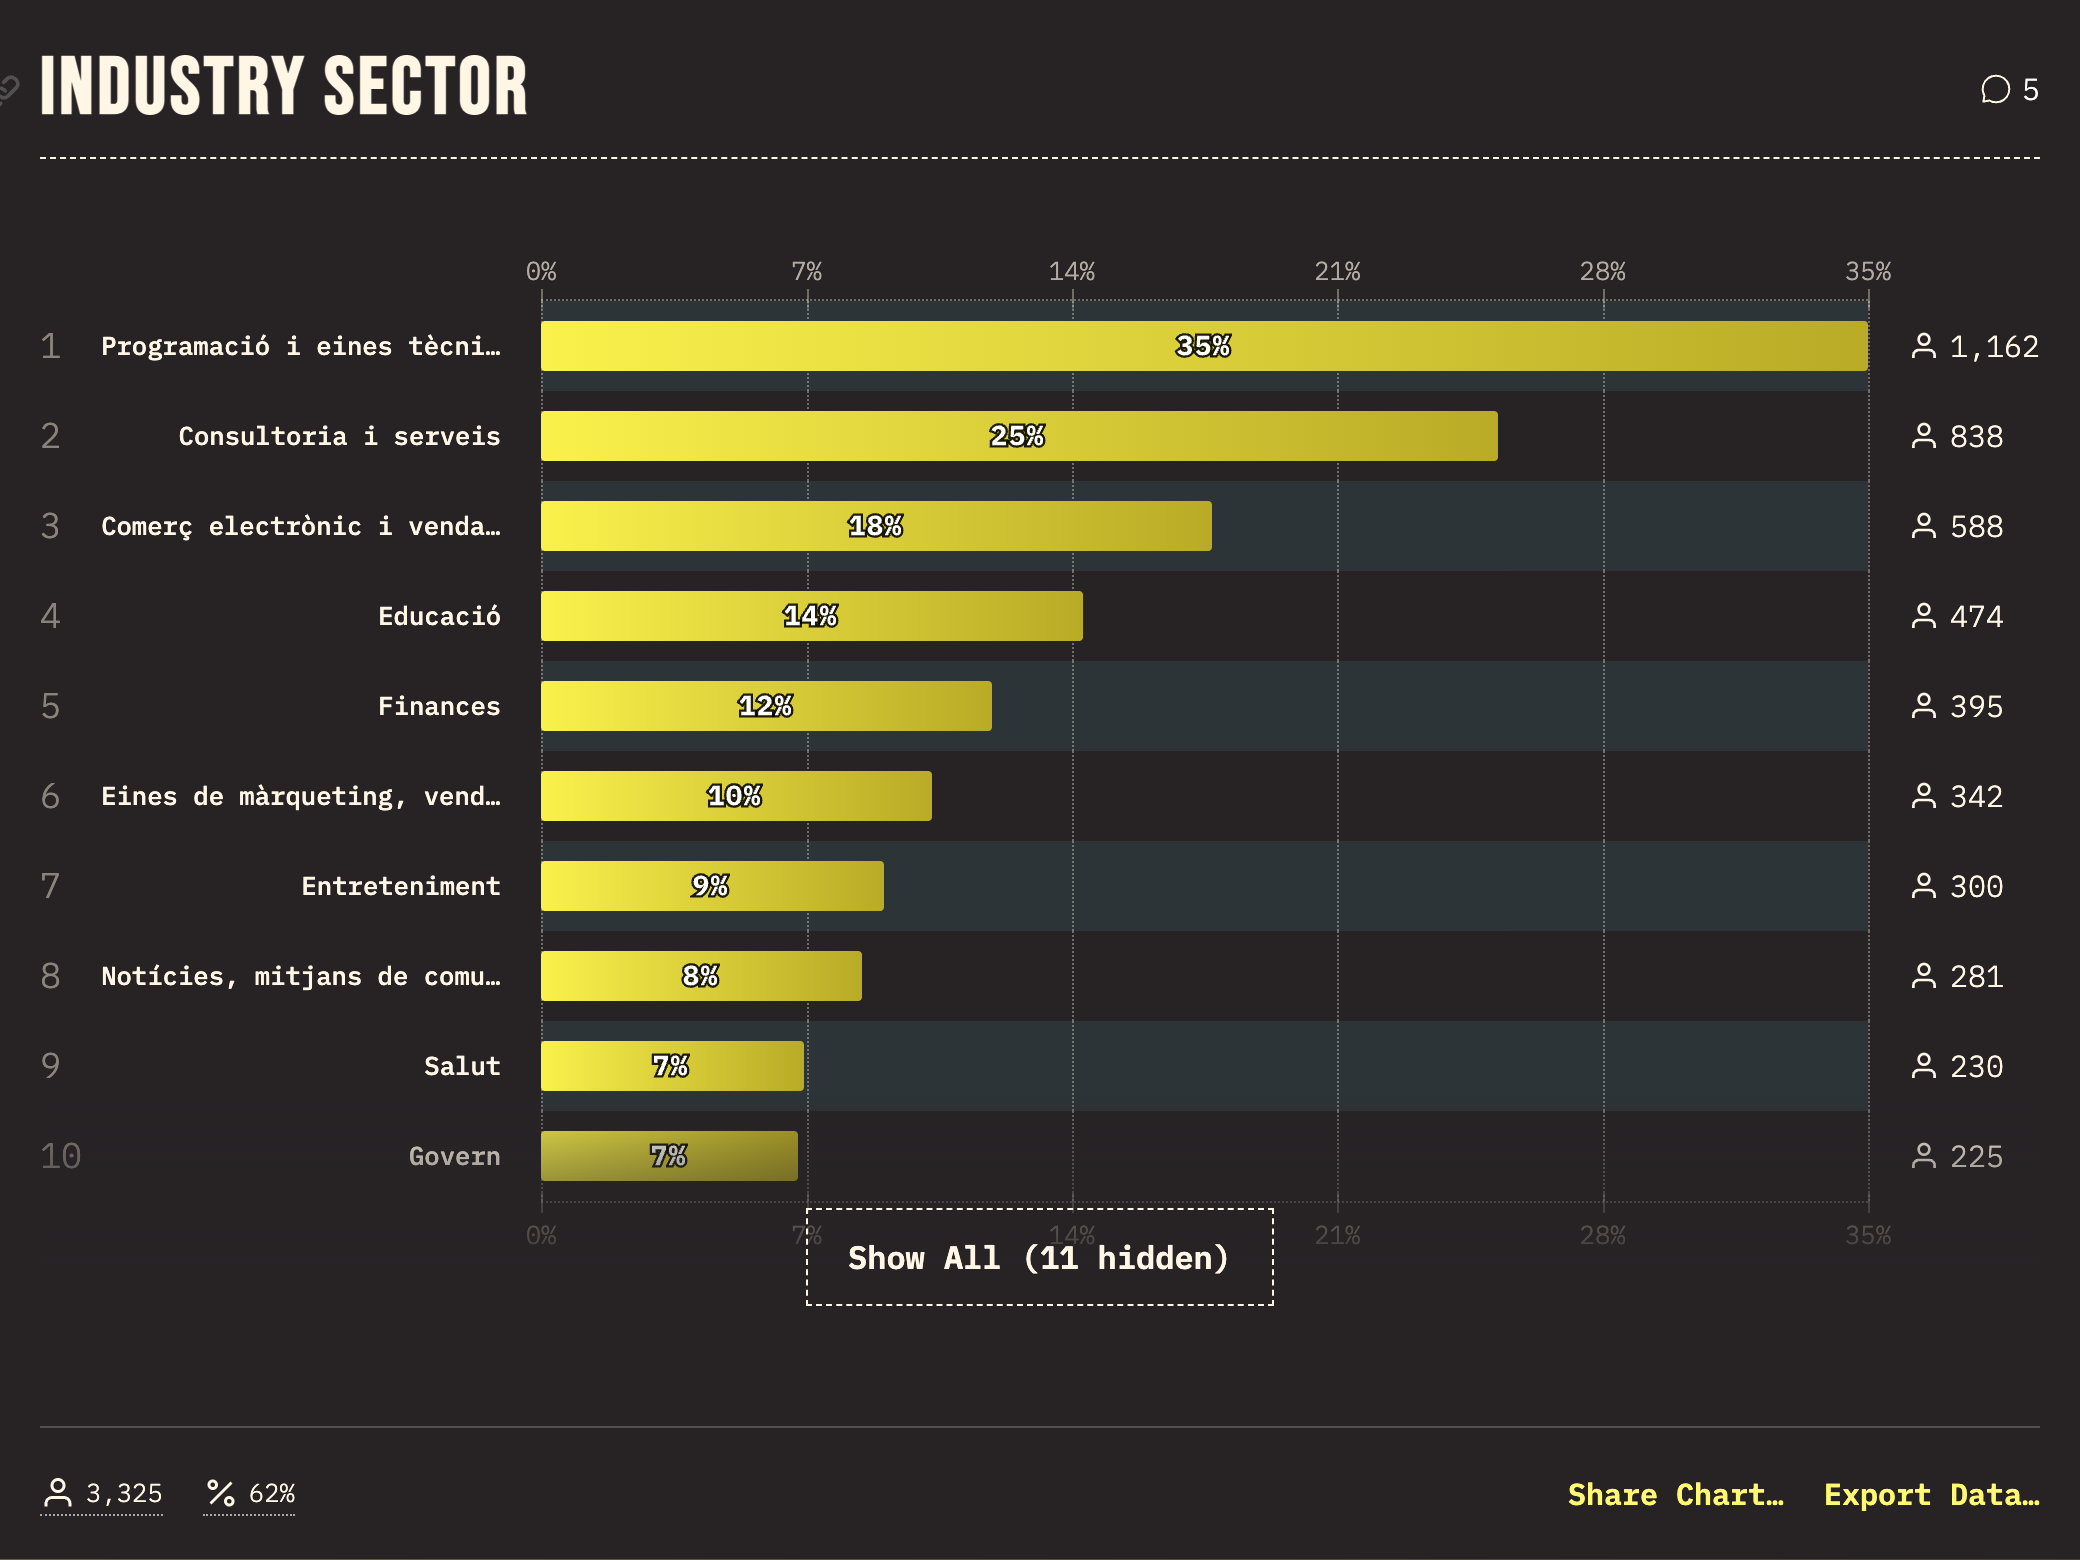 INDUSTRY SECTOR
5
0% 7% 14% 21% 28% 35%
1 Programació i eines tècni… 35% 1,162
2 Consultoria i serveis 25% 838
3 Comerç electrònic i venda… 18% 588
4 Educació 14% 474
5 Finances 12% 395
6 Eines de màrqueting, vend… 10% 342
7 Entreteniment 9% 300
8 Notícies, mitjans de comu… 8% 281
9 Salut 7% 230
10 Govern 7% 225
0% 7% 14% 21% 28% 35%
Show All (11 hidden)
3,325 62% Share Chart… Export Data…